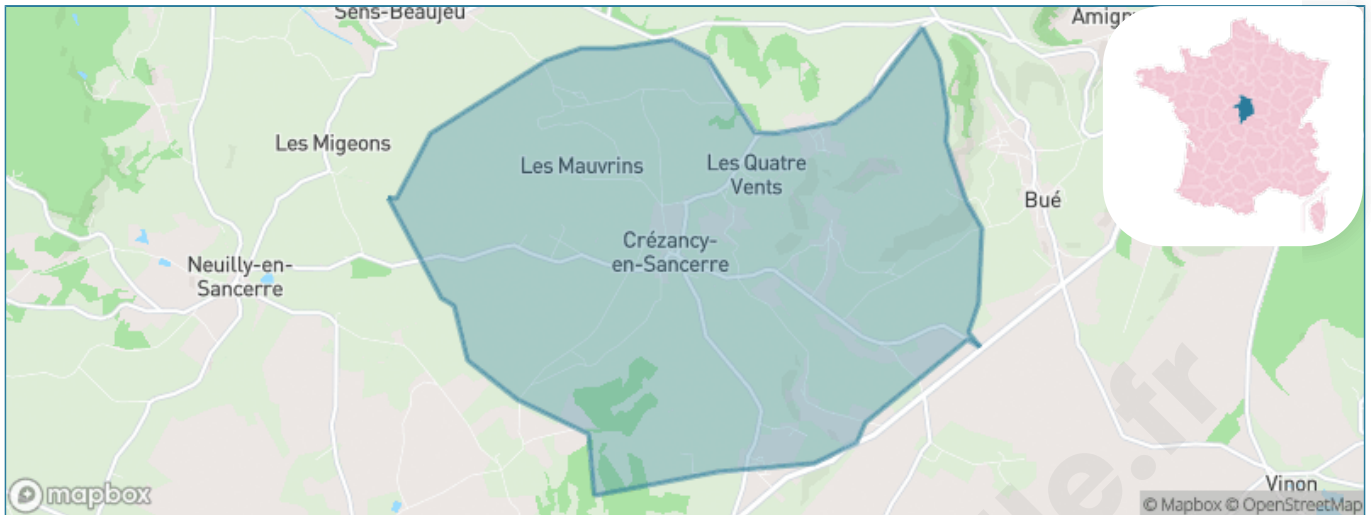 Sens-Beaujeu
Les Migeons
Les Mauvrins
Les Quatre
Vents
Bué
Crézancy-
en-Sancerre
Neuilly-en-
Sancerre
Vinon
mapbox
© Mapbox © OpenStreetMap